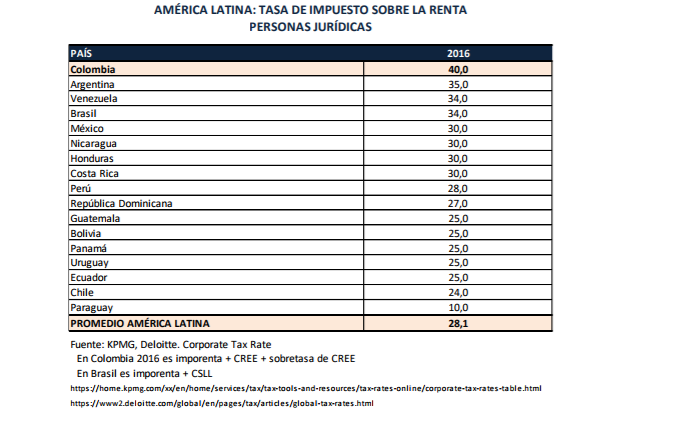 AMÉRICA LATINA: TASA DE IMPUESTO SOBRE LA RENTA
PERSONAS JURÍDICAS
PAÍS 2016
Colombia 40,0
Argentina 35,0
Venezuela 34,0
Brasil 34,0
México 30,0
Nicaragua 30,0
Honduras 30,0
Costa Rica 30,0
Perú 28,0
República Dominicana 27,0
Guatemala 25,0
Bolivia 25,0
Panamá 25,0
Uruguay 25,0
Ecuador 25,0
Chile 24,0
Paraguay 10,0
PROMEDIO AMÉRICA LATINA 28,1
Fuente: KPMG, Deloitte. Corporate Tax Rate
En Colombia 2016 es imporenta + CREE + sobretasa de CREE
En Brasil es imporenta + CSLL
https://home.kpmg.com/xx/en/home/services/tax/tax-tools-and-resources/tax-rates-online/corporate-tax-rates-table.html
https://www2.deloitte.com/global/en/pages/tax/articles/global-tax-rates.html